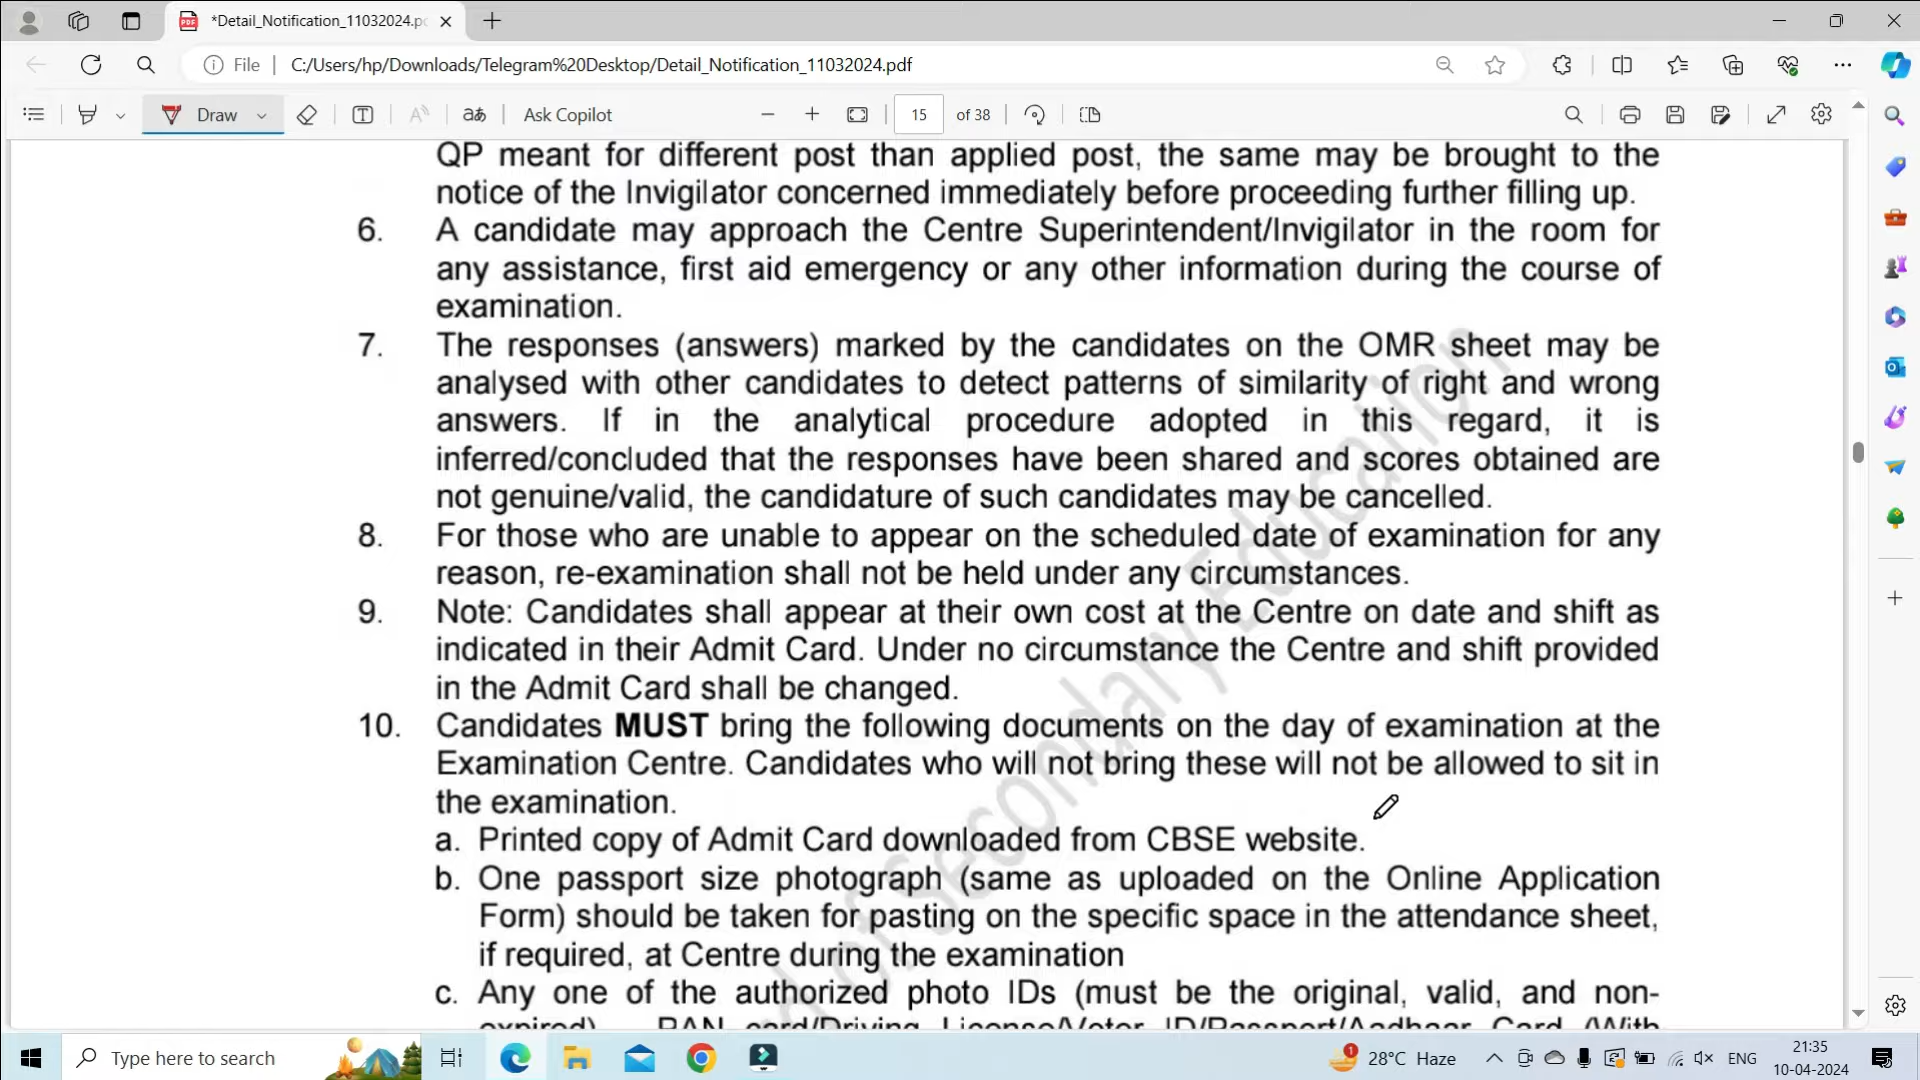 *Detail_Notification_11032024.p
File
C:/Users/hp/Downloads/Telegram%20Desktop/Detail_Notification_11032024.pdf
Draw
Ask Copilot
15 of 38
QP meant for different post than applied post, the same may be brought to the
notice of the Invigilator concerned immediately before proceeding further filling up.
6. A candidate may approach the Centre Superintendent/Invigilator in the room for
any assistance, first aid emergency or any other information during the course of
examination.
7. The responses (answers) marked by the candidates on the OMR sheet may be
analysed with other candidates to detect patterns of similarity of right and wrong
answers. If in the analytical procedure adopted in this regard, it is
inferred/concluded that the responses have been shared and scores obtained are
not genuine/valid, the candidature of such candidates may be cancelled.
8. For those who are unable to appear on the scheduled date of examination for any
reason, re-examination shall not be held under any circumstances.
9. Note: Candidates shall appear at their own cost at the Centre on date and shift as
indicated in their Admit Card. Under no circumstance the Centre and shift provided
in the Admit Card shall be changed.
10. Candidates MUST bring the following documents on the day of examination at the
Examination Centre. Candidates who will not bring these will not be allowed to sit in
the examination.
a. Printed copy of Admit Card downloaded from CBSE website.
b. One passport size photograph (same as uploaded on the Online Application
Form) should be taken for pasting on the specific space in the attendance sheet,
if required, at Centre during the examination
c. Any one of the authorized photo IDs (must be the original, valid, and non-
expired) PAN card/Driving License/Voter ID/Passport/Aadhaar Card (With
of Secondary Education
Type here to search
1
28°C Haze
ENG
21:35
10-04-2024